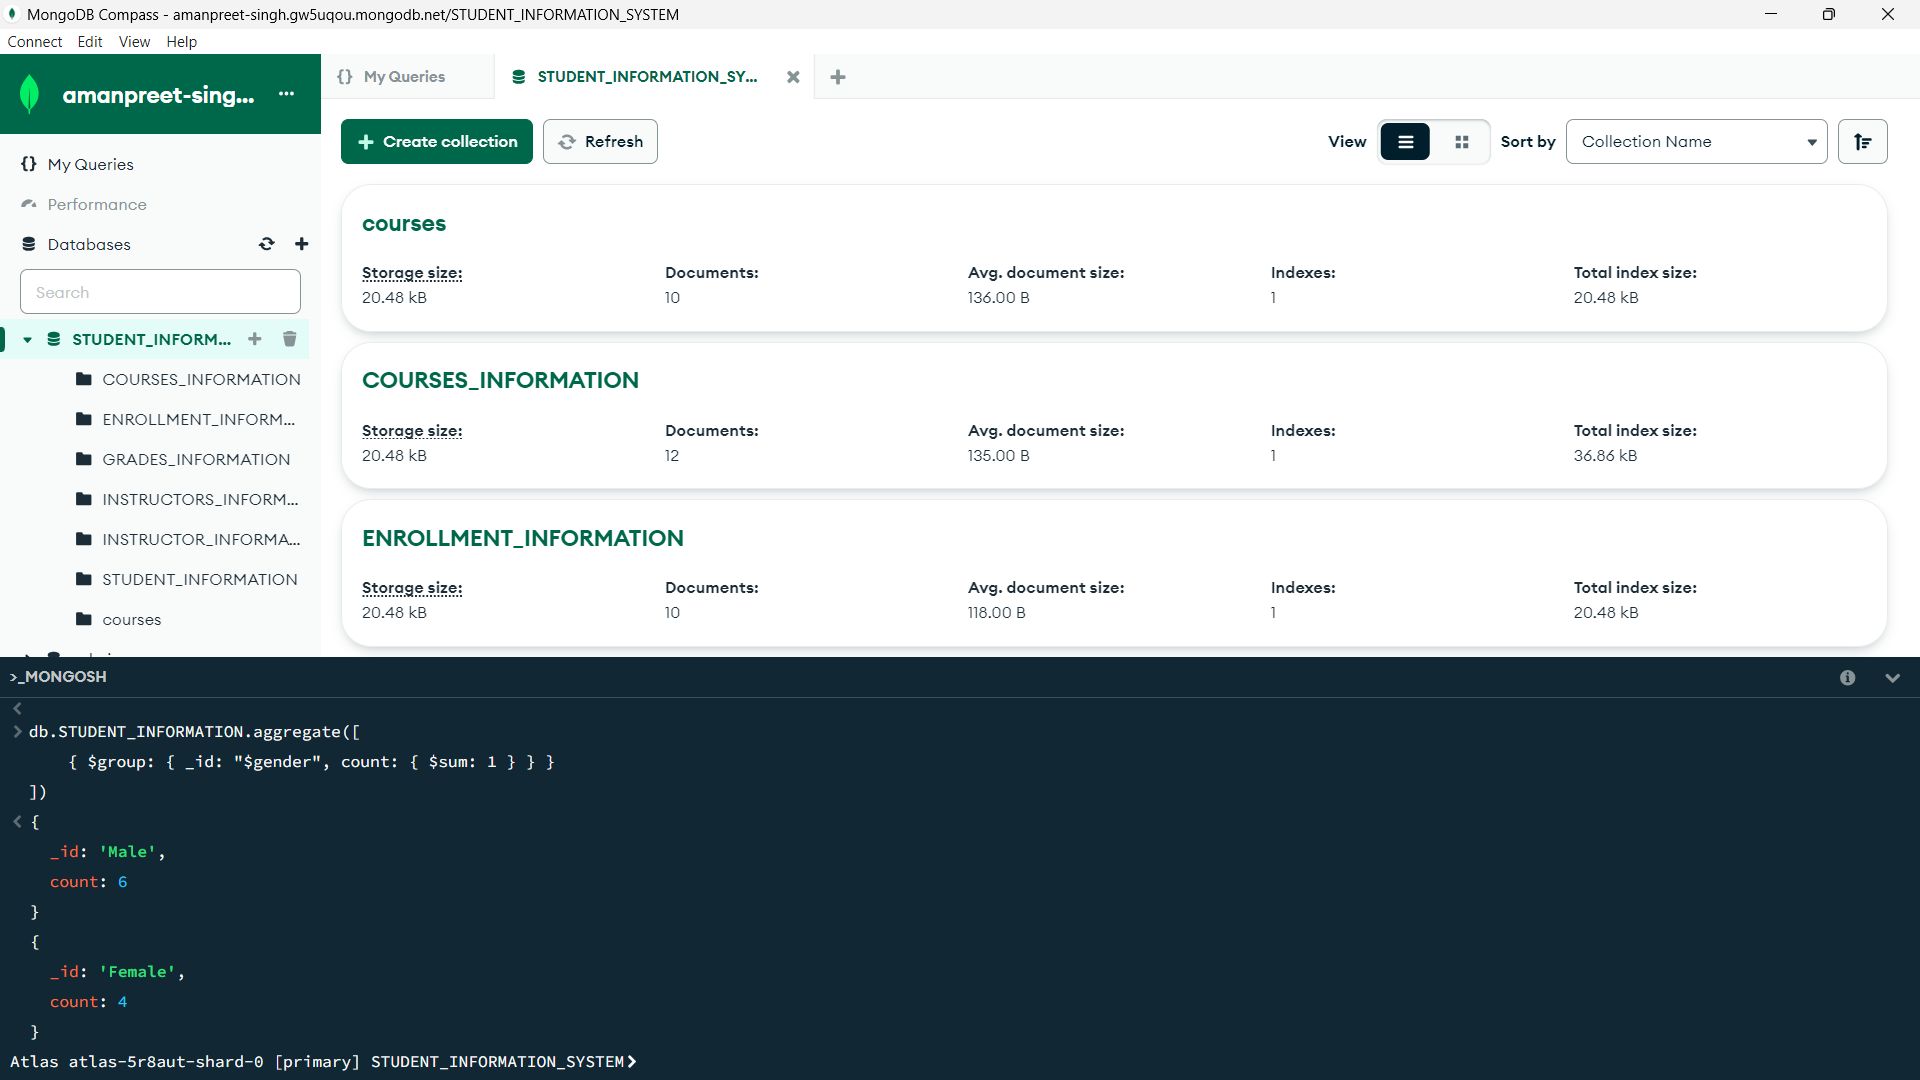 MongoDB Compass - amanpreet-singh.gw5uqou.mongodb.net/STUDENT_INFORMATION_SYSTEM
Connect Edit View Help
amanpreet-sing... ...
My Queries
Performance
Databases
Search
STUDENT_INFORM...
COURSES_INFORMATION
ENROLLMENT_INFORM...
GRADES_INFORMATION
INSTRUCTORS_INFORM...
INSTRUCTOR_INFORMA...
STUDENT_INFORMATION
courses
{} My Queries
STUDENT_INFORMATION_SY...
+ Create collection Refresh View Sort by Collection Name
courses
Storage size: Documents: Avg. document size: Indexes: Total index size:
20.48 kB 10 136.00 B 1 20.48 kB
COURSES_INFORMATION
Storage size: Documents: Avg. document size: Indexes: Total index size:
20.48 kB 12 135.00 B 1 36.86 kB
ENROLLMENT_INFORMATION
Storage size: Documents: Avg. document size: Indexes: Total index size:
20.48 kB 10 118.00 B 1 20.48 kB
>_MONGOSH
<
> db.STUDENT_INFORMATION.aggregate([
{ $group: { _id: "$gender", count: { $sum: 1 } } }
])
< {
_id: 'Male',
count: 6
}
{
_id: 'Female',
count: 4
}
Atlas atlas-5r8aut-shard-0 [primary] STUDENT_INFORMATION_SYSTEM>